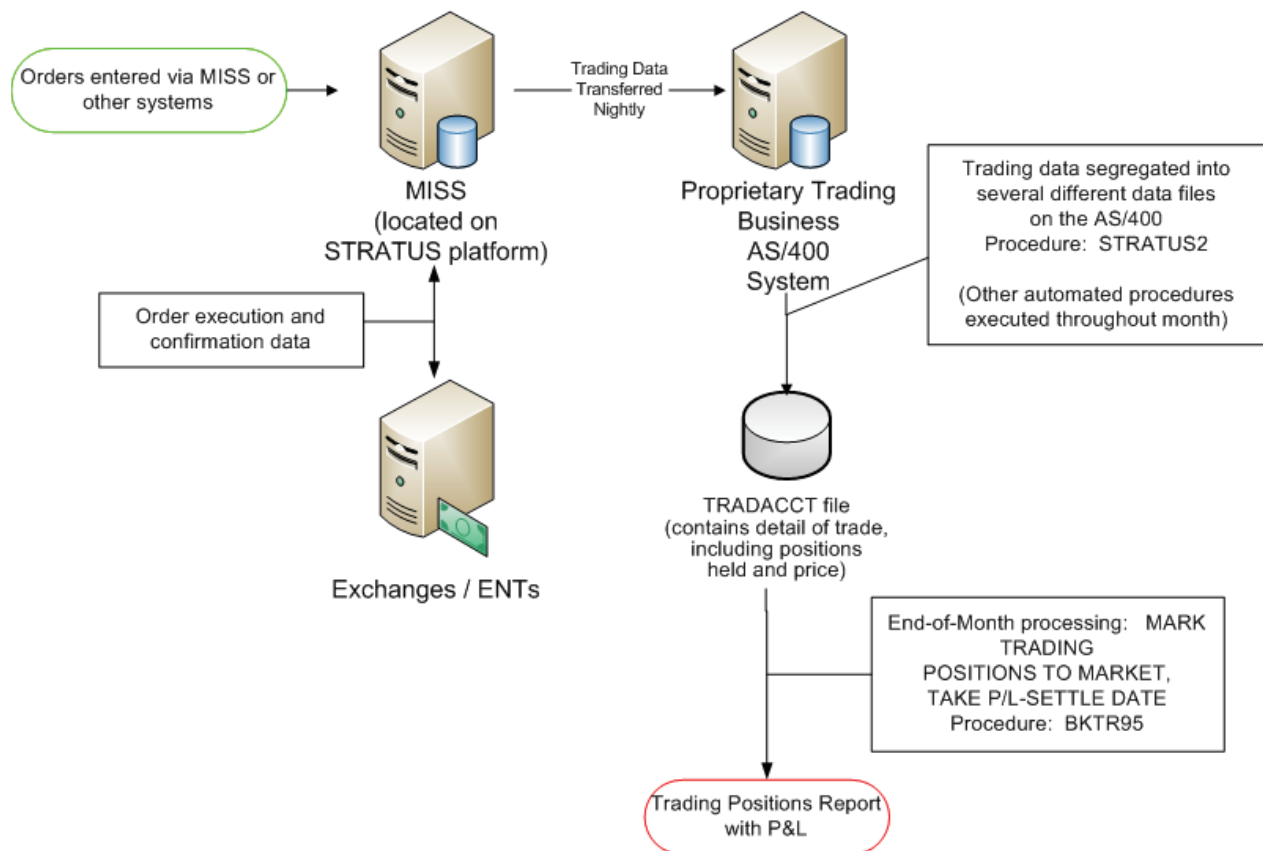 Orders entered via MISS or
other systems
Trading Data
Transferred
Nightly
MISS
(located on
STRATUS platform)
Proprietary Trading
Business
AS/400
System
Trading data segregated into
several different data files
on the AS/400
Procedure: STRATUS2
(Other automated procedures
executed throughout month)
Order execution and
confirmation data
Exchanges / ENTs
TRADACCT file
(contains detail of trade,
including positions
held and price)
End-of-Month processing: MARK
TRADING
POSITIONS TO MARKET,
TAKE P/L-SETTLE DATE
Procedure: BKTR95
Trading Positions Report
with P&L